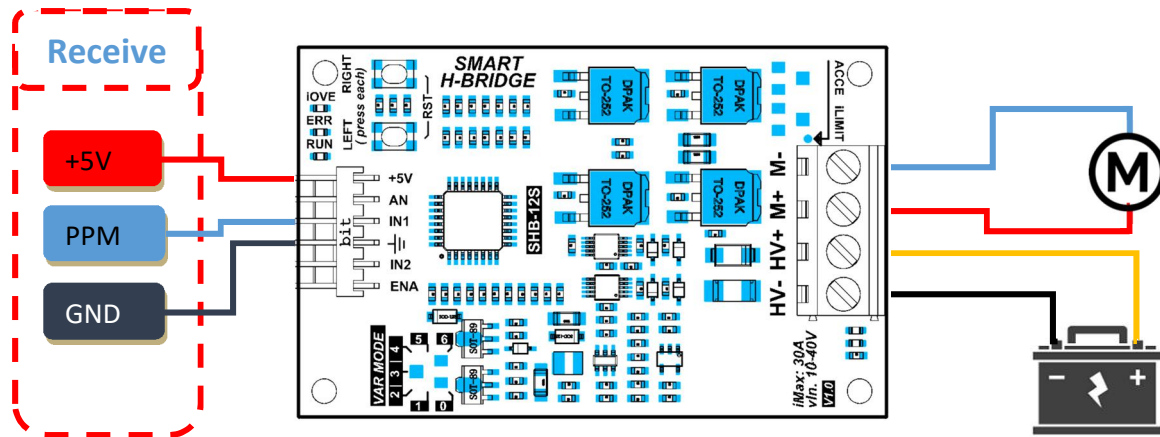 Receive
+5V
PPM
GND
SMART
H-BRIDGE
iOVE
ERR
RUN
RIGHT
LEFT
(press each)
RST
+5V
AN
IN1
IN2
ENA
bit
SHB-12S
DPAK
TO-252
DPAK
TO-252
DPAK
TO-252
DPAK
TO-252
ACCE iLIMIT
M-
M+
HV+
HV-
M
VAR MODE
0
1
2
3
4
5
6
SOT-89
SOT-89
iMax: 30A
vIn. 10-40V
V1.0
− +